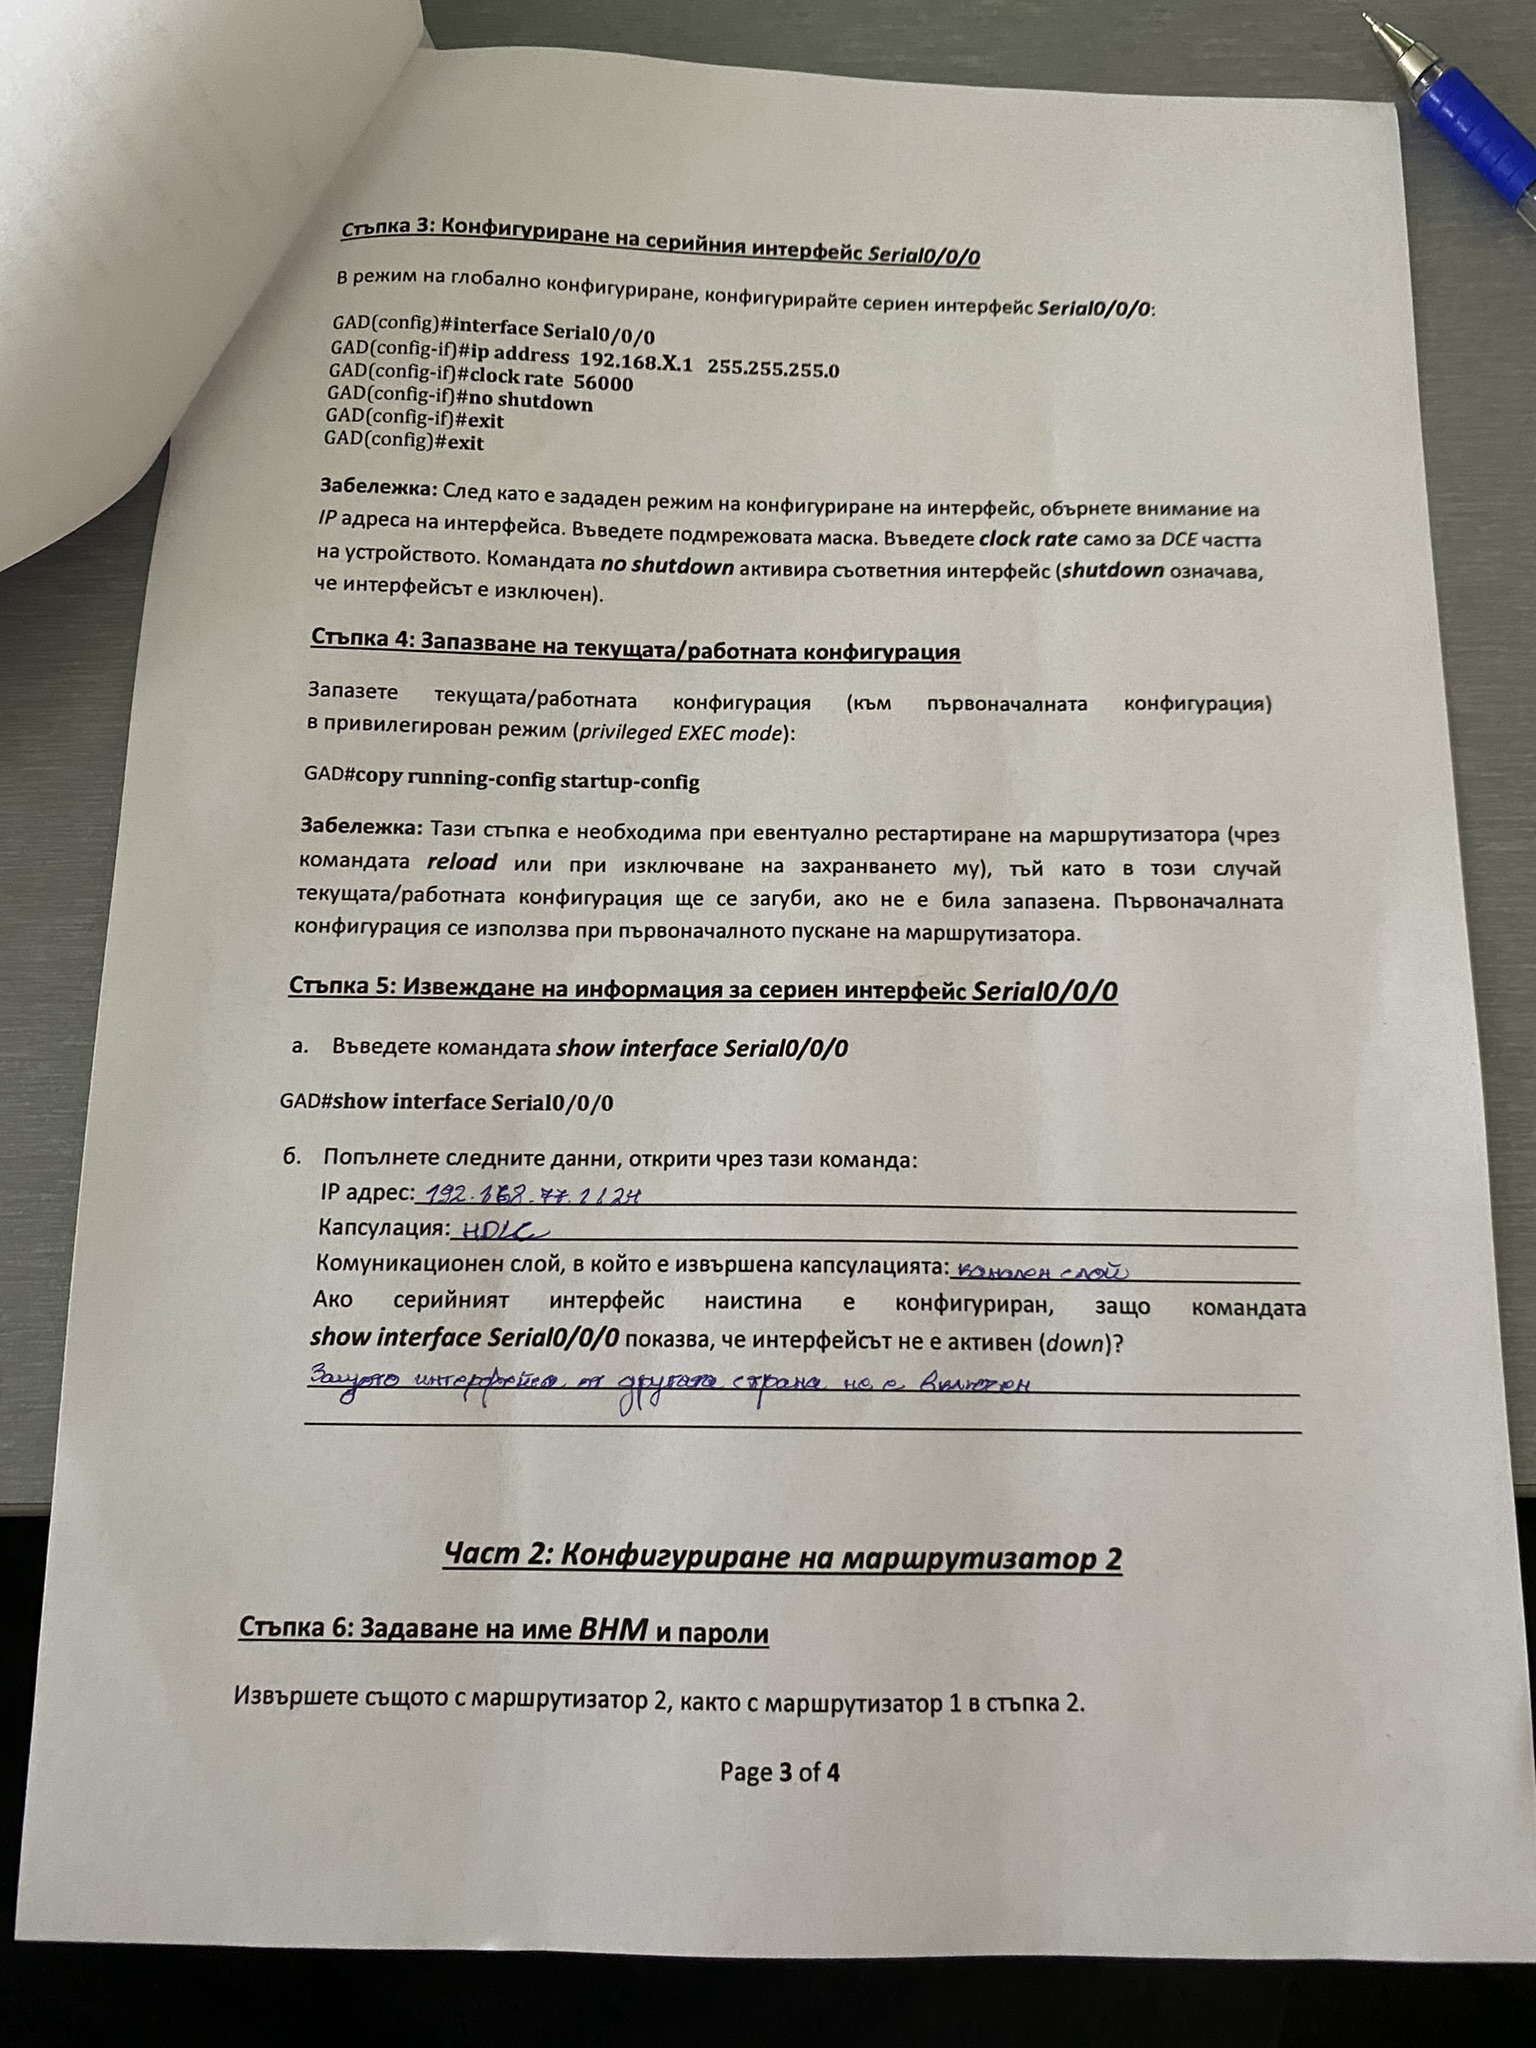 Стъпка 3: Конфигуриране на серийния интерфейс Serial0/0/0
В режим на глобално конфигуриране, конфигурирайте сериен интерфейс Serial0/0/0:
GAD(config)#interface Serial0/0/0
GAD(config-if)#ip address 192.168.X.1 255.255.255.0
GAD(config-if)#clock rate 56000
GAD(config-if)#no shutdown
GAD(config-if)#exit
GAD(config)#exit
Забележка: След като е зададен режим на конфигуриране на интерфейс, обърнете внимание на
IP адреса на интерфейса. Въведете подмрежовата маска. Въведете clock rate само за DCE частта
на устройството. Командата no shutdown активира съответния интерфейс (shutdown означава,
че интерфейсът е изключен).
Стъпка 4: Запазване на текущата/работната конфигурация
Запазете текущата/работната конфигурация (към първоначалната конфигурация)
в привилегирован режим (privileged EXEC mode):
GAD#copy running-config startup-config
Забележка: Тази стъпка е необходима при евентуално рестартиране на маршрутизатора (чрез
командата reload или при изключване на захранването му), тъй като в този случай
текущата/работната конфигурация ще се загуби, ако не е била запазена. Първоначалната
конфигурация се използва при първоначалното пускане на маршрутизатора.
Стъпка 5: Извеждане на информация за сериен интерфейс Serial0/0/0
а. Въведете командата show interface Serial0/0/0
GAD#show interface Serial0/0/0
б. Попълнете следните данни, открити чрез тази команда:
IP адрес: 192.168.77.1/24
Капсулация: HDLC
Комуникационен слой, в който е извършена капсулацията: канален слой
Ако серийният интерфейс наистина е конфигуриран, защо командата
show interface Serial0/0/0 показва, че интерфейсът не е активен (down)?
Защото интерфейса от другата страна не е включен
Част 2: Конфигуриране на маршрутизатор 2
Стъпка 6: Задаване на име BHM и пароли
Извършете същото с маршрутизатор 2, както с маршрутизатор 1 в стъпка 2.
Page 3 of 4